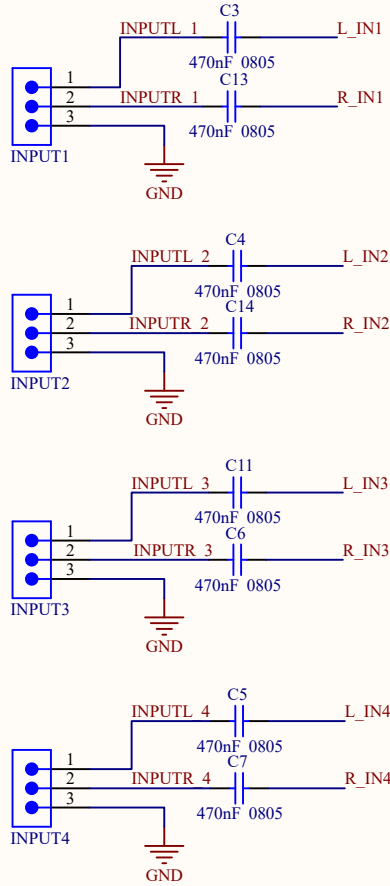 C3
INPUTL_1
L_IN1
470nF 0805
1
C13
2
INPUTR_1
R_IN1
3
470nF 0805
INPUT1
GND
C4
INPUTL_2
L_IN2
470nF 0805
1
C14
2
INPUTR_2
R_IN2
3
470nF 0805
INPUT2
GND
C11
INPUTL_3
L_IN3
470nF 0805
1
C6
2
INPUTR_3
R_IN3
3
470nF 0805
INPUT3
GND
C5
INPUTL_4
L_IN4
470nF 0805
1
C7
2
INPUTR_4
R_IN4
3
470nF 0805
INPUT4
GND